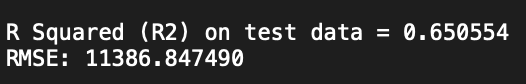 R Squared (R2) on test data = 0.650554
RMSE: 11386.847490